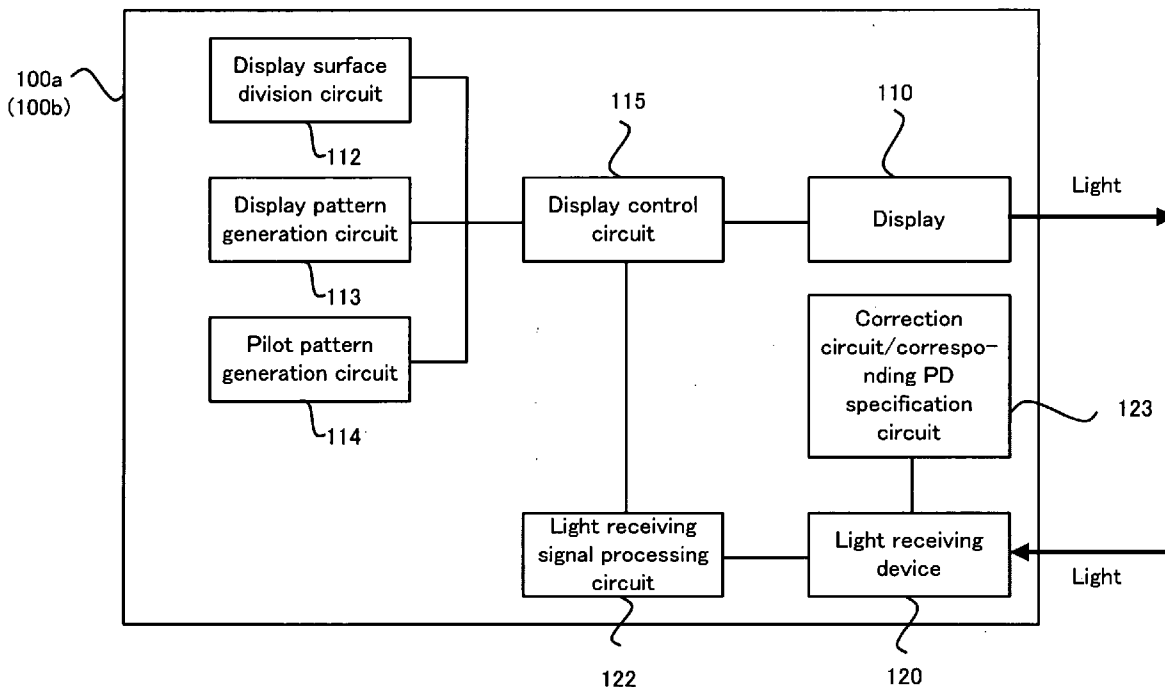 100a
(100b)
Display surface
division circuit
112
Display pattern
generation circuit
113
Pilot pattern
generation circuit
114
115
Display control
circuit
110
Display
Light
Correction
circuit/correspo-
nding PD
specification
circuit
123
Light receiving
signal processing
circuit
122
Light receiving
device
120
Light